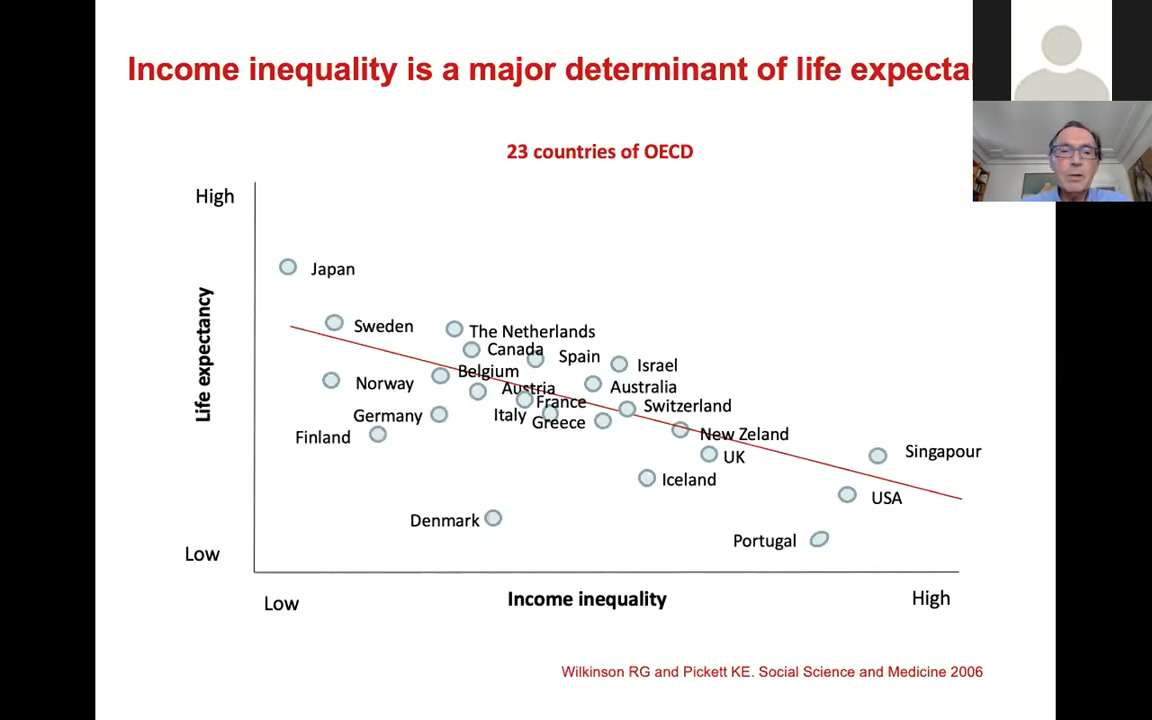 Income inequality is a major determinant of life expecta
23 countries of OECD
High
Japan
Sweden
The Netherlands
Canada
Spain
Israel
Belgium
Norway
Austria
Australia
France
Switzerland
Germany
Italy
Greece
Finland
New Zeland
UK
Singapour
Iceland
USA
Denmark
Portugal
Life expectancy
Low
Low
Income inequality
High
Wilkinson RG and Pickett KE. Social Science and Medicine 2006